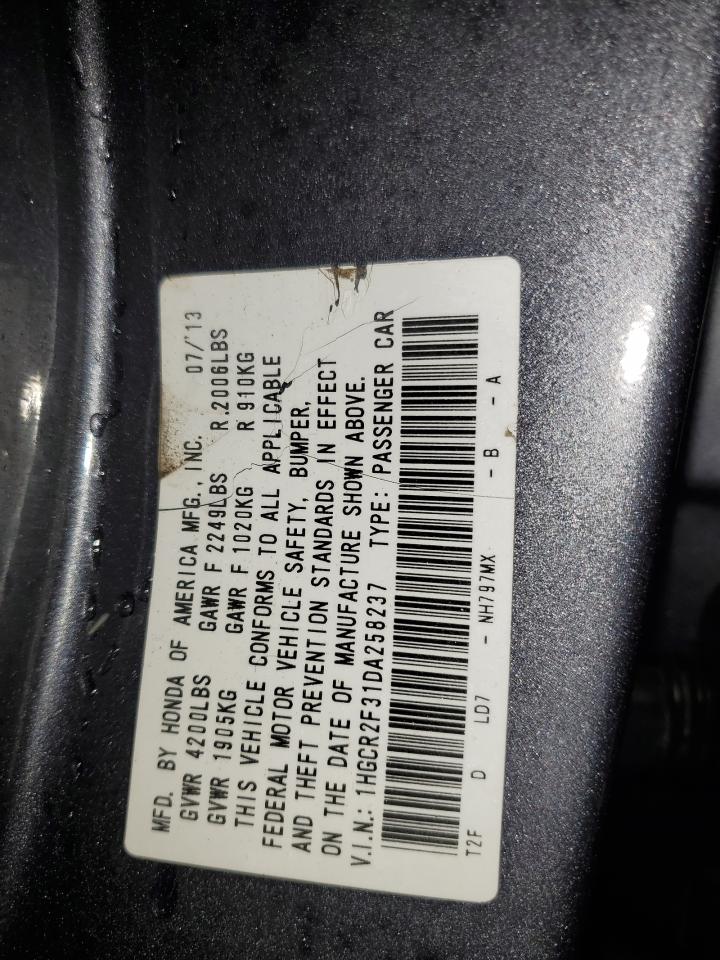 MFD. BY HONDA OF AMERICA MFG., INC. 07/'13
GVWR 4200LBS GAWR F 2249LBS R.2006LBS
GVWR 1905KG GAWR F 1020KG R 910KG
THIS VEHICLE CONFORMS TO ALL APPLICABLE
FEDERAL MOTOR VEHICLE SAFETY, BUMPER,
AND THEFT PREVENTION STANDARDS IN EFFECT
ON THE DATE OF MANUFACTURE SHOWN ABOVE.
V.I.N.: 1HGCR2F31DA258237 TYPE: PASSENGER CAR
T2F D LD7 - NH797MX - B - A